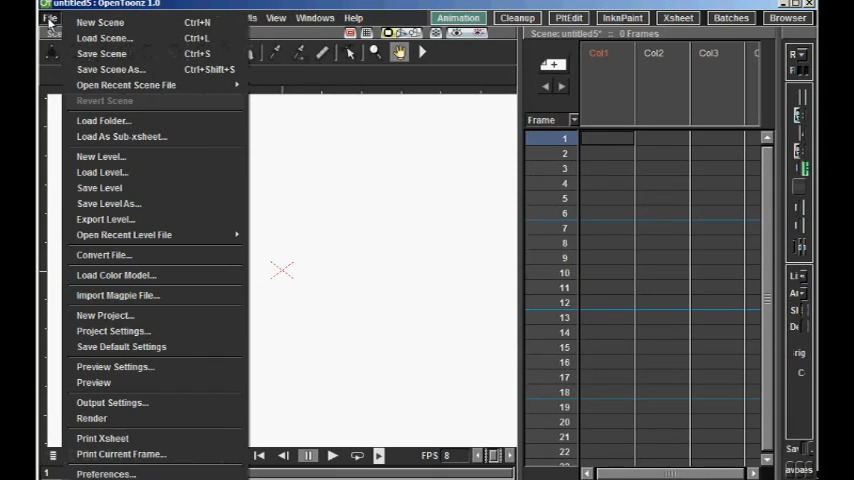 untitled5* : OpenToonz 1.0
File
Vis View Windows Help
Animation Cleanup PltEdit InknPaint Xsheet Batches Browser
New Scene Ctrl+N
Load Scene... Ctrl+L
Save Scene Ctrl+S
Save Scene As... Ctrl+Shift+S
Open Recent Scene File
Revert Scene
Load Folder...
Load As Sub-xsheet...
New Level...
Load Level...
Save Level
Save Level As...
Export Level...
Open Recent Level File
Convert File...
Load Color Model...
Import Magpie File...
New Project...
Project Settings...
Save Default Settings
Preview Settings...
Preview
Output Settings...
Render
Print Xsheet
Print Current Frame...
Preferences...
FPS 8
1
Scene: untitled5* :: 0 Frames
Col1 Col2 Col3
Frame
1
2
3
4
5
6
7
8
9
10
11
12
13
14
15
16
17
18
19
20
21
22